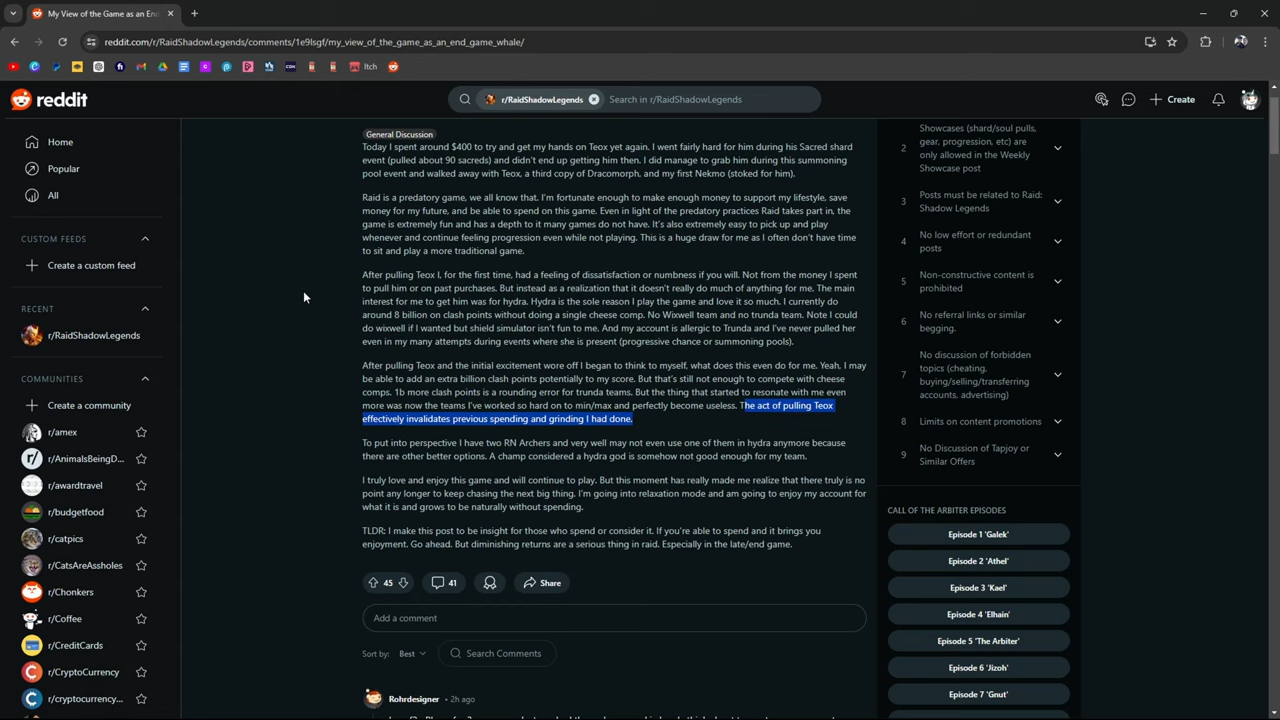 My View of the Game as an End
reddit.com/r/RaidShadowLegends/comments/1e9lsgf/my_view_of_the_game_as_an_end_game_whale/
Itch
reddit
r/RaidShadowLegends
Search in r/RaidShadowLegends
Create
Home
Popular
All
CUSTOM FEEDS
Create a custom feed
RECENT
r/RaidShadowLegends
COMMUNITIES
r/amex
r/AnimalsBeingD...
r/awardtravel
r/budgetfood
r/catpics
r/CatsAreAssholes
r/Chonkers
r/Coffee
r/CreditCards
r/CryptoCurrency
r/cryptocurrency...
General Discussion
Today I spent around $400 to try and get my hands on Teox yet again. I went fairly hard for him during his Sacred shard
event (pulled about 90 sacreds) and didn't end up getting him then. I did manage to grab him during this summoning
pool event and walked away with Teox, a third copy of Dracomorph, and my first Nekmo (stoked for him).
Raid is a predatory game, we all know that. I'm fortunate enough to make enough money to support my lifestyle, save
money for my future, and be able to spend on this game. Even in light of the predatory practices Raid takes part in, the
game is extremely fun and has a depth to it many games do not have. It's also extremely easy to pick up and play
whenever and continue feeling progression even while not playing. This is a huge draw for me as I often don't have time
to sit and play a more traditional game.
After pulling Teox I, for the first time, had a feeling of dissatisfaction or numbness if you will. Not from the money I spent
to pull him or on past purchases. But instead as a realization that it doesn't really do much of anything for me. The main
interest for me to get him was for hydra. Hydra is the sole reason I play the game and love it so much. I currently do
around 8 billion on clash points without doing a single cheese comp. No Wixwell team and no trunda team. Note I could
do wixwell if I wanted but shield simulator isn't fun to me. And my account is allergic to Trunda and I've never pulled her
even in my many attempts during events where she is present (progressive chance or summoning pools).
After pulling Teox and the initial excitement wore off I began to think to myself, what does this even do for me. Yeah, I may
be able to add an extra billion clash points potentially to my score. But that's still not enough to compete with cheese
comps. 1b more clash points is a rounding error for trunda teams. But the thing that started to resonate with me even
more was now the teams I've worked so hard on to min/max and perfectly become useless. The act of pulling Teox
effectively invalidates previous spending and grinding I had done.
To put into perspective I have two RN Archers and very well may not even use one of them in hydra anymore because
there are other better options. A champ considered a hydra god is somehow not good enough for my team.
I truly love and enjoy this game and will continue to play. But this moment has really made me realize that there truly is no
point any longer to keep chasing the next big thing. I'm going into relaxation mode and am going to enjoy my account for
what it is and grows to be naturally without spending.
TLDR: I make this post to be insight for those who spend or consider it. If you're able to spend and it brings you
enjoyment. Go ahead. But diminishing returns are a serious thing in raid. Especially in the late/end game.
45
41
Share
Add a comment
Sort by: Best
Search Comments
Rohrdesigner • 2h ago
2
Showcases (shard/soul pulls,
gear, progression, etc) are
only allowed in the Weekly
Showcase post
3
Posts must be related to Raid:
Shadow Legends
4
No low effort or redundant
posts
5
Non-constructive content is
prohibited
6
No referral links or similar
begging.
7
No discussion of forbidden
topics (cheating,
buying/selling/transferring
accounts, advertising)
8
Limits on content promotions
9
No Discussion of Tapjoy or
Similar Offers
CALL OF THE ARBITER EPISODES
Episode 1 'Galek'
Episode 2 'Athel'
Episode 3 'Kael'
Episode 4 'Elhain'
Episode 5 'The Arbiter'
Episode 6 'Jizoh'
Episode 7 'Gnut'